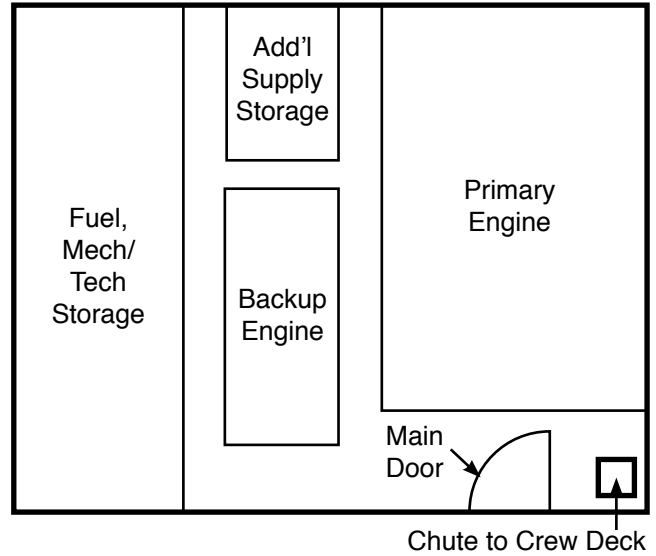 Add’l
Supply
Storage
Primary
Engine
Fuel,
Mech/
Tech
Storage
Backup
Engine
Main
Door
Chute to Crew Deck